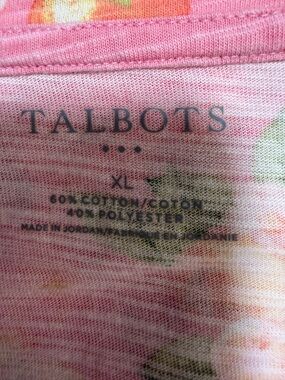 TALBOTS
XL
60% COTTON/COTON
40% POLYESTER
MADE IN JORDAN/FABRIQUÉ EN JORDANIE